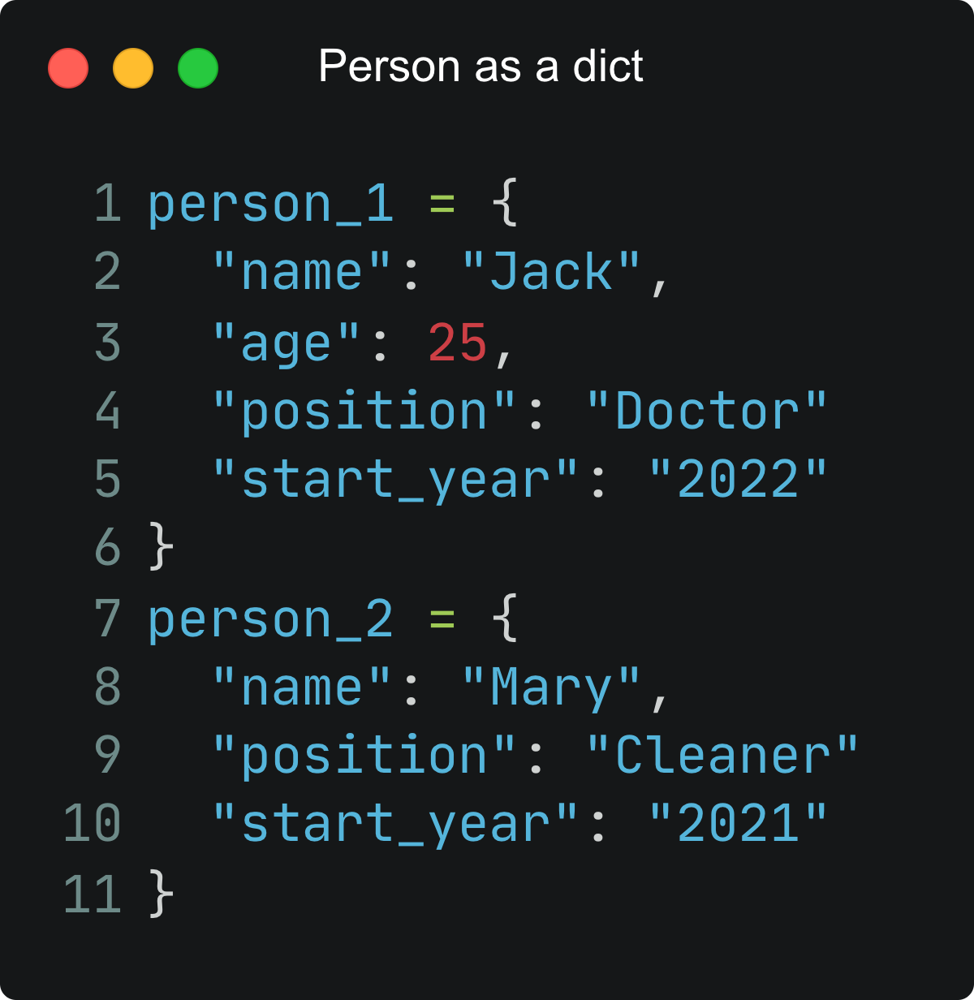 Person as a dict
1 person_1 = {
2   "name": "Jack",
3   "age": 25,
4   "position": "Doctor"
5   "start_year": "2022"
6 }
7 person_2 = {
8   "name": "Mary",
9   "position": "Cleaner"
10   "start_year": "2021"
11 }